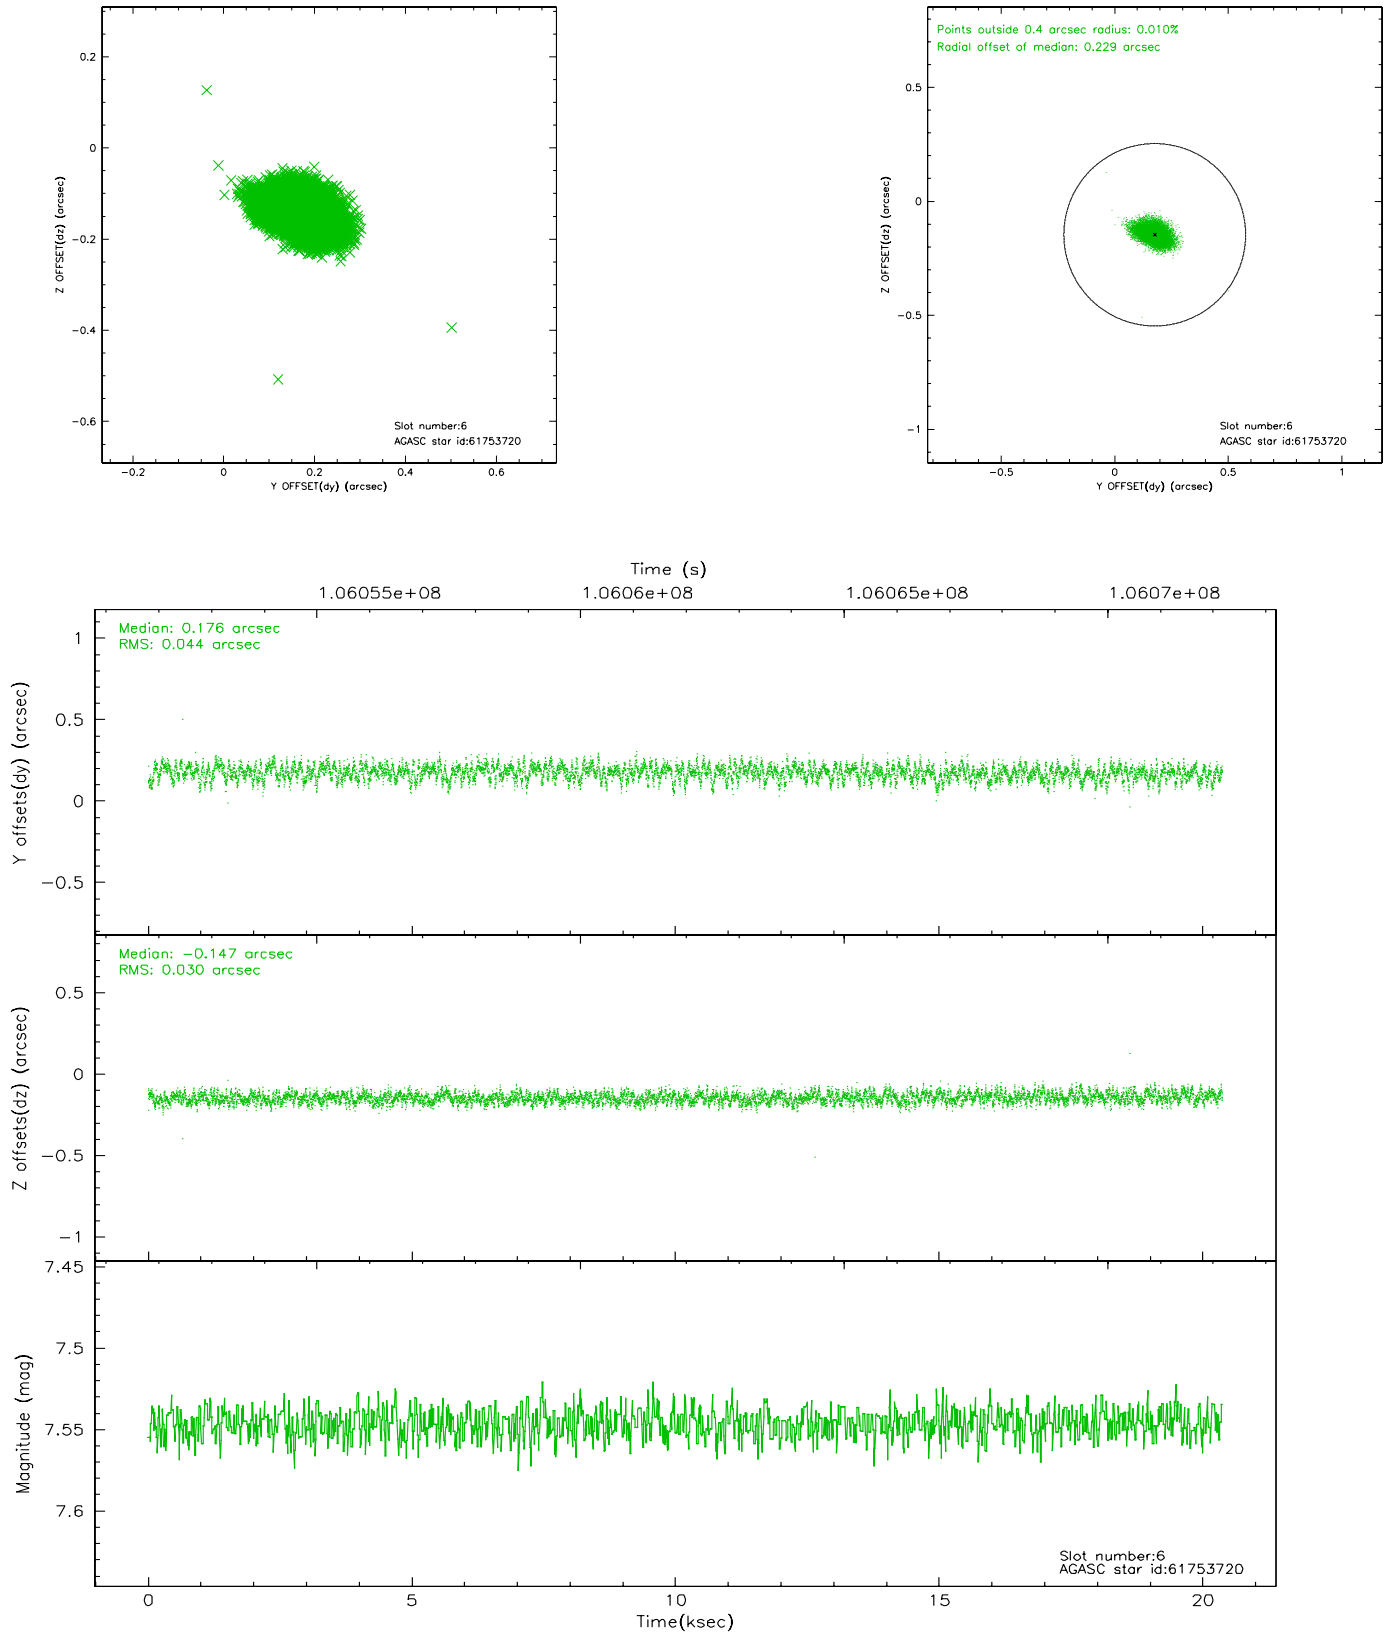 0.2
0
−0.2
−0.4
−0.6
Z OFFSET(dz) (arcsec)
−0.2
0
0.2
0.4
0.6
Y OFFSET(dy) (arcsec)
Slot number:6
AGASC star id:61753720
Points outside 0.4 arcsec radius: 0.010%
Radial offset of median: 0.229 arcsec
0.5
0
−0.5
−1
Z OFFSET(dz) (arcsec)
−0.5
0
0.5
1
Y OFFSET(dy) (arcsec)
Slot number:6
AGASC star id:61753720
Time (s)
1.06055e+08
1.0606e+08
1.06065e+08
1.0607e+08
Median: 0.176 arcsec
RMS: 0.044 arcsec
1
0.5
0
−0.5
Y offsets(dy) (arcsec)
Median: −0.147 arcsec
RMS: 0.030 arcsec
0.5
0
−0.5
−1
Z offsets(dz) (arcsec)
7.45
7.5
7.55
7.6
Magnitude (mag)
Slot number:6
AGASC star id:61753720
0
5
10
15
20
Time(ksec)